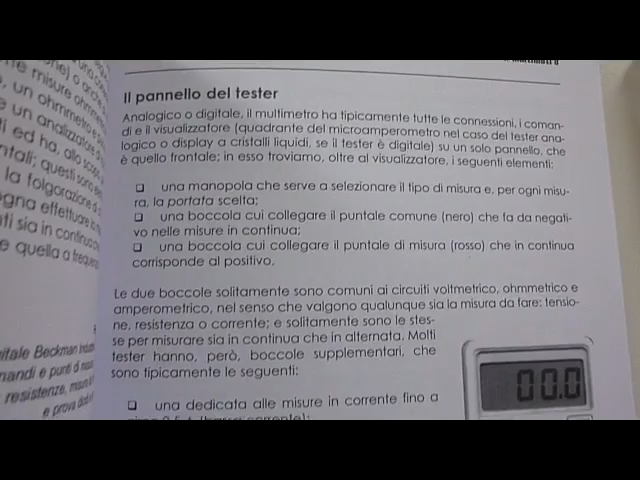 Il pannello del tester
Analogico o digitale, il multimetro ha tipicamente tutte le connessioni, i coman-
di e il visualizzatore (quadrante del microamperometro nel caso del tester ana-
logico o display a cristalli liquidi, se il tester è digitale) su un solo pannello, che
è quello frontale; in esso troviamo, oltre al visualizzatore, i seguenti elementi:
❑ una manopola che serve a selezionare il tipo di misura e, per ogni misu-
ra, la portata scelta;
❑ una boccola cui collegare il puntale comune (nero) che fa da negati-
vo nelle misure in continua;
❑ una boccola cui collegare il puntale di misura (rosso) che in continua
corrisponde al positivo.
Le due boccole solitamente sono comuni ai circuiti voltmetrico, ohmmetrico e
amperometrico, nel senso che valgono qualunque sia la misura da fare: tensio-
ne, resistenza o corrente; e solitamente sono le stes-
se per misurare sia in continua che in alternata. Molti
tester hanno, però, boccole supplementari, che
sono tipicamente le seguenti:
❑ una dedicata alle misure in corrente fino a
00.0
ne) o
e misure
, un ohmmetro
e un analizzatore
ti ed ha, allo scopo
ntali; questi sono
la folgorazione
gna effettuare
ti sia in continua
e quella a frequenza
vitale Beckman
mandi e punti di
resistenze,
e prova